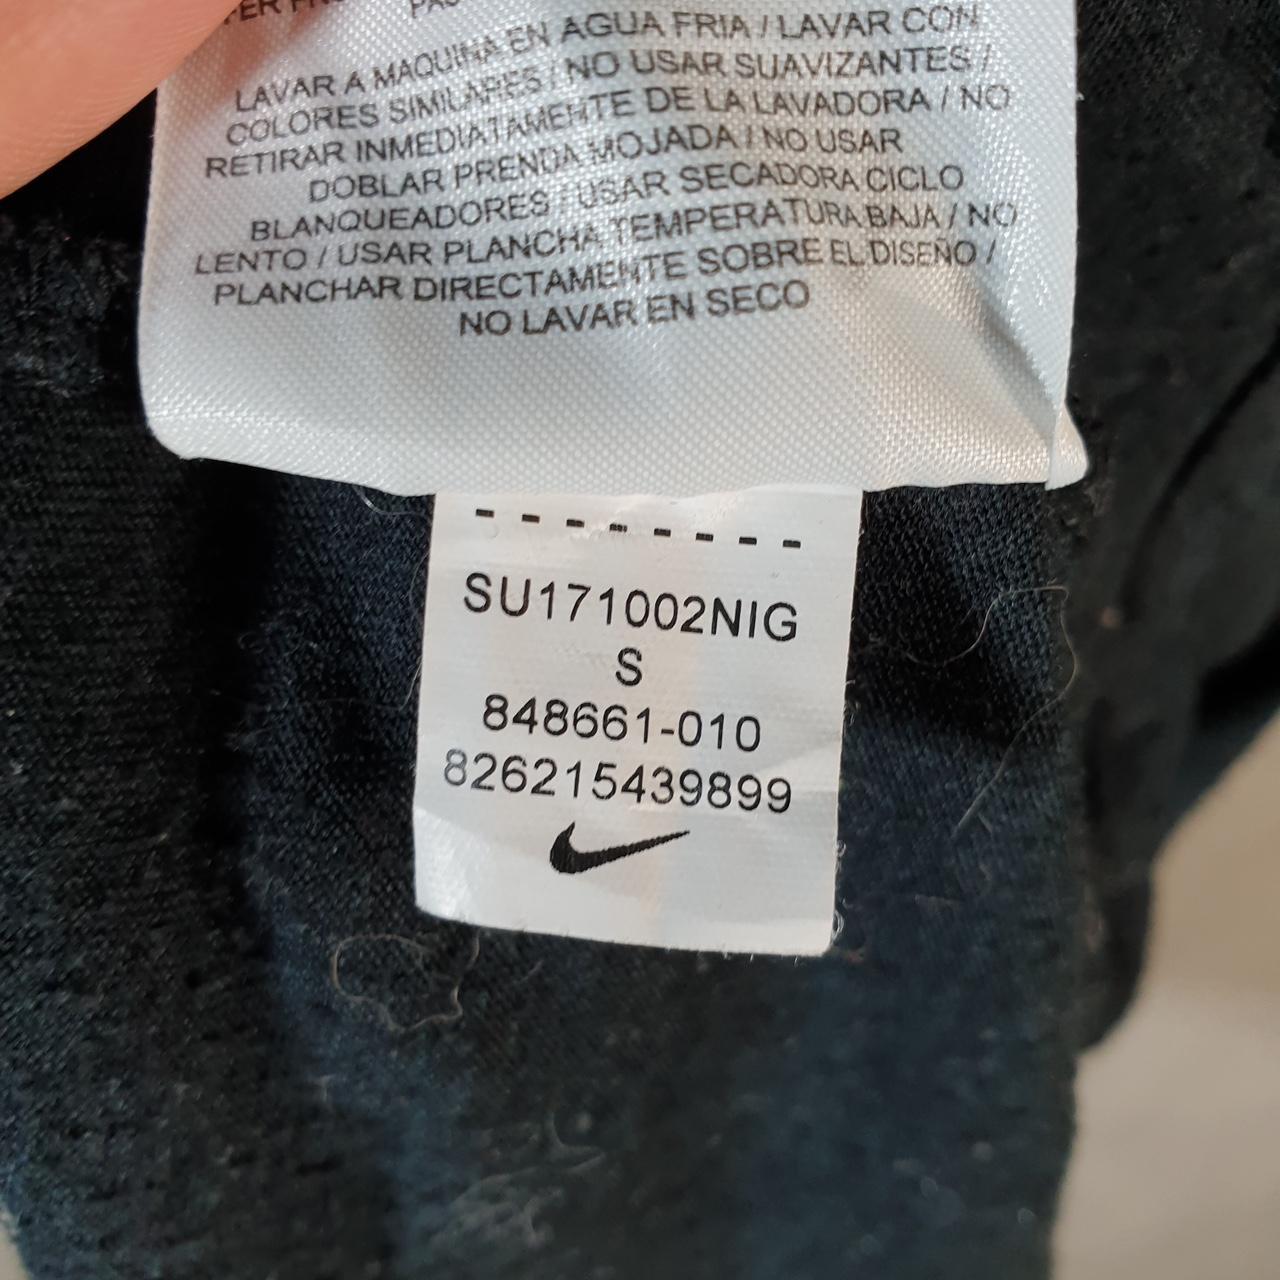 PAS
LAVAR A MAQUINA EN AGUA FRIA / LAVAR CON
COLORES SIMILARES / NO USAR SUAVIZANTES /
RETIRAR INMEDIATAMENTE DE LA LAVADORA / NO
DOBLAR PRENDA MOJADA / NO USAR
BLANQUEADORES / USAR SECADORA CICLO
LENTO / USAR PLANCHA TEMPERATURA BAJA / NO
PLANCHAR DIRECTAMENTE SOBRE EL DISEÑO /
NO LAVAR EN SECO
- - - - - - - -
SU171002NIG
S
848661-010
826215439899